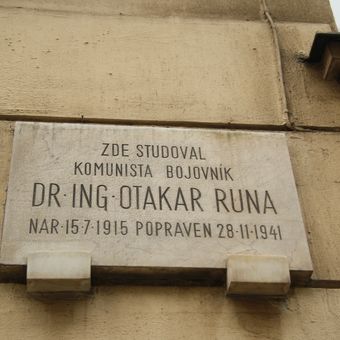 ZDE STUDOVAL
KOMUNISTA BOJOVNÍK
DR·ING·OTAKAR RUNA
NAR·15·7·1915 POPRAVEN 28·11·1941